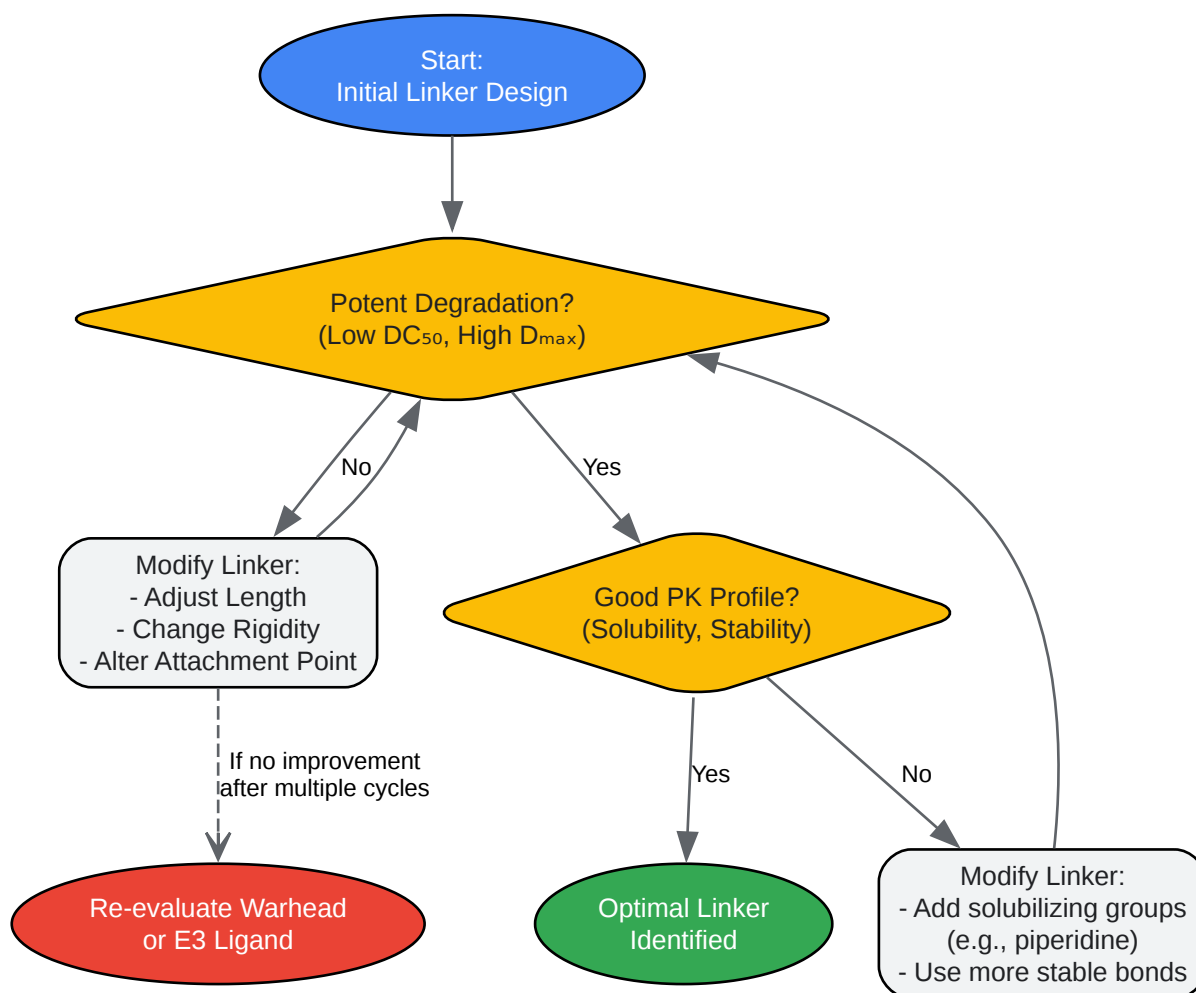 Start:
Initial Linker Design
Potent Degradation?
(Low DC₅₀, High Dₘₐₓ)
No
Yes
Modify Linker:
- Adjust Length
- Change Rigidity
- Alter Attachment Point
Good PK Profile?
(Solubility, Stability)
If no improvement
after multiple cycles
Yes
No
Re-evaluate Warhead
or E3 Ligand
Optimal Linker
Identified
Modify Linker:
- Add solubilizing groups
(e.g., piperidine)
- Use more stable bonds